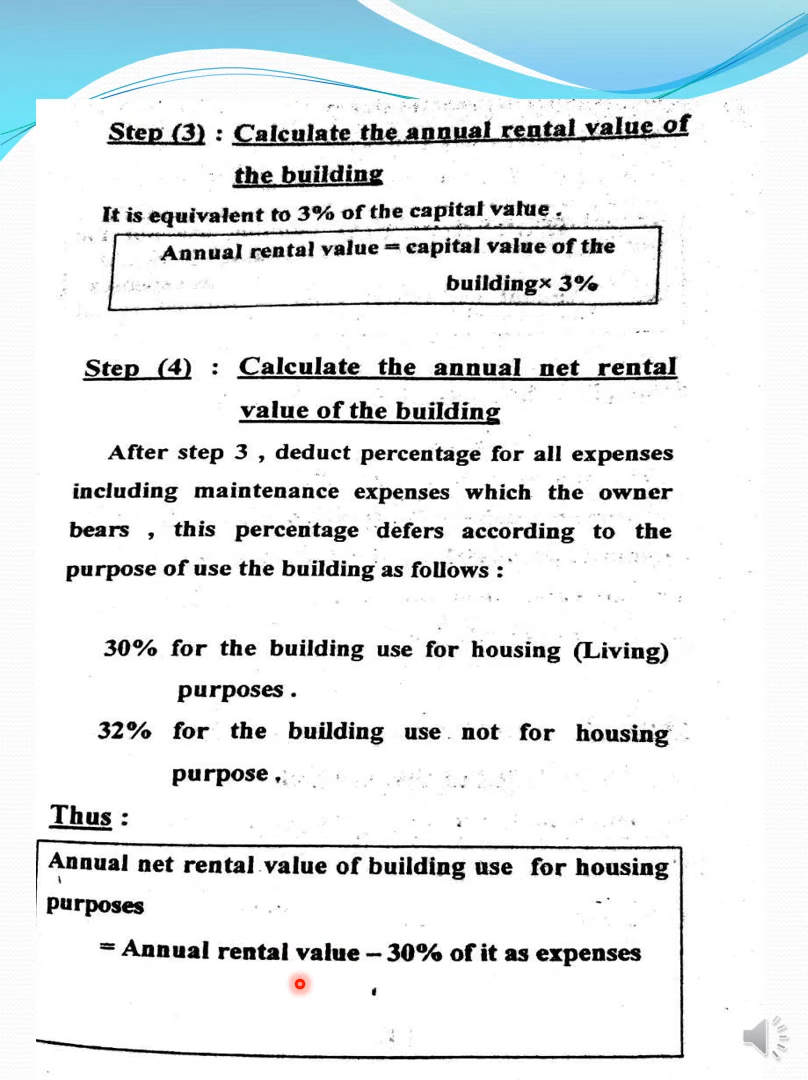 Step (3) : Calculate the annual rental value of
the building
It is equivalent to 3% of the capital value .
Annual rental value = capital value of the
building× 3%
Step (4) : Calculate the annual net rental
value of the building
After step 3 , deduct percentage for all expenses
including maintenance expenses which the owner
bears , this percentage defers according to the
purpose of use the building as follows :
30% for the building use for housing (Living)
purposes .
32% for the building use not for housing
purpose .
Thus :
Annual net rental value of building use for housing
purposes
= Annual rental value – 30% of it as expenses